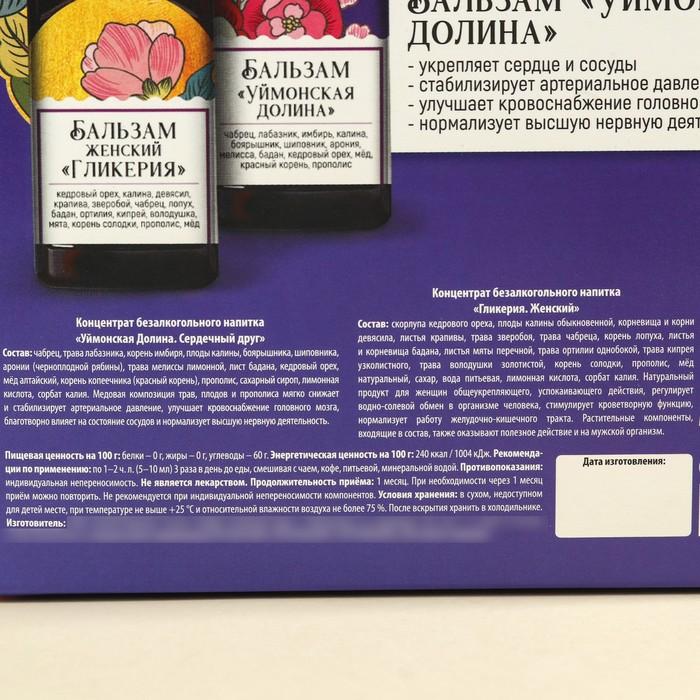 БАЛЬЗАМ «УЙМО
ДОЛИНА»
- укрепляет сердце и сосуды
- стабилизирует артериальное давле
- улучшает кровоснабжение головно
- нормализует высшую нервную деят
БАЛЬЗАМ
«УЙМОНСКАЯ
ДОЛИНА»
чабрец, лабазник, имбирь, калина,
боярышник, шиповник, арония,
мелисса, бадан, кедровый орех, мёд,
красный корень, прополис
БАЛЬЗАМ
ЖЕНСКИЙ
«ГЛИКЕРИЯ»
кедровый орех, калина, девясил,
крапива, зверобой, чабрец, лопух,
бадан, ортилия, кипрей, володушка,
мята, корень солодки, прополис, мёд
Концентрат безалкогольного напитка
«Уймонская Долина. Сердечный друг»
Состав: чабрец, трава лабазника, корень имбиря, плоды калины, боярышника, шиповника,
аронии (черноплодной рябины), трава мелиссы лимонной, лист бадана, кедровый орех,
мёд алтайский, корень копеечника (красный корень), прополис, сахарный сироп, лимонная
кислота, сорбат калия. Медовая композиция трав, плодов и прополиса мягко снижает
и стабилизирует артериальное давление, улучшает кровоснабжение головного мозга,
благотворно влияет на состояние сосудов, нормализует высшую нервную деятельность.
Концентрат безалкогольного напитка
«Гликерия. Женский»
Состав: скорлупа кедрового ореха, плоды калины обыкновенной, корневища и корни
девясила, листья крапивы, трава зверобоя, трава чабреца, корень лопуха, листья
и корневища бадана, листья мяты перечной, трава ортилии однобокой, трава кипрея
узколистного, трава володушки золотистой, корень солодки, прополис, мёд
натуральный, сахар, вода питьевая, лимонная кислота, сорбат калия. Натуральный
продукт для женщин общеукрепляющего, успокаивающего действия, регулирует
водно-солевой обмен в организме человека, стимулирует кроветворную функцию,
нормализует работу желудочно-кишечного тракта. Растительные компоненты,
входящие в состав, также оказывают полезное действие и на мужской организм.
Пищевая ценность на 100 г: белки – 0 г, жиры – 0 г, углеводы – 60 г. Энергетическая ценность на 100 г: 240 ккал / 1004 кДж. Рекоменда-
ции по применению: по 1–2 ч. л. (5–10 мл) 3 раза в день до еды, смешивая с чаем, кофе, питьевой, минеральной водой. Противопоказания:
индивидуальная непереносимость. Не является лекарством. Продолжительность приёма: 1 месяц. При необходимости через 1 месяц
приём можно повторить. Не рекомендуется при индивидуальной непереносимости компонентов. Условия хранения: в сухом, недоступном
для детей месте, при температуре не выше +25 °С и относительной влажности воздуха не более 75 %. После вскрытия хранить в холодильнике.
Изготовитель:
Дата изготовления: